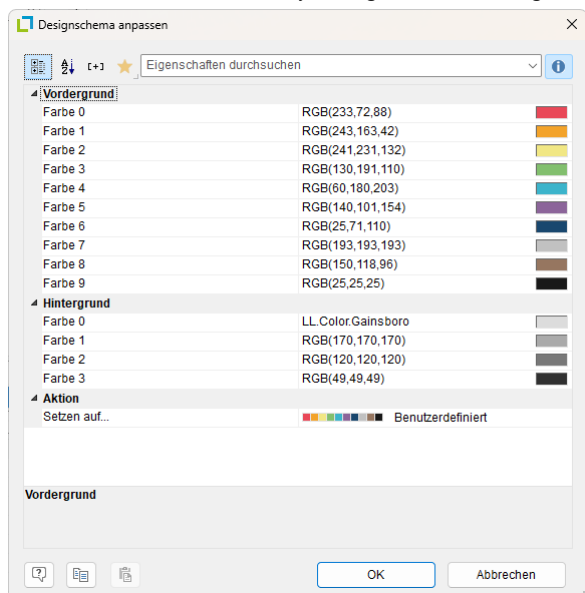 Designschema anpassen
Eigenschaften durchsuchen
Vordergrund
Farbe 0 RGB(233,72,88)
Farbe 1 RGB(243,163,42)
Farbe 2 RGB(241,231,132)
Farbe 3 RGB(130,191,110)
Farbe 4 RGB(60,180,203)
Farbe 5 RGB(140,101,154)
Farbe 6 RGB(25,71,110)
Farbe 7 RGB(193,193,193)
Farbe 8 RGB(150,118,96)
Farbe 9 RGB(25,25,25)
Hintergrund
Farbe 0 LL.Color.Gainsboro
Farbe 1 RGB(170,170,170)
Farbe 2 RGB(120,120,120)
Farbe 3 RGB(49,49,49)
Aktion
Setzen auf... Benutzerdefiniert
Vordergrund
OK Abbrechen